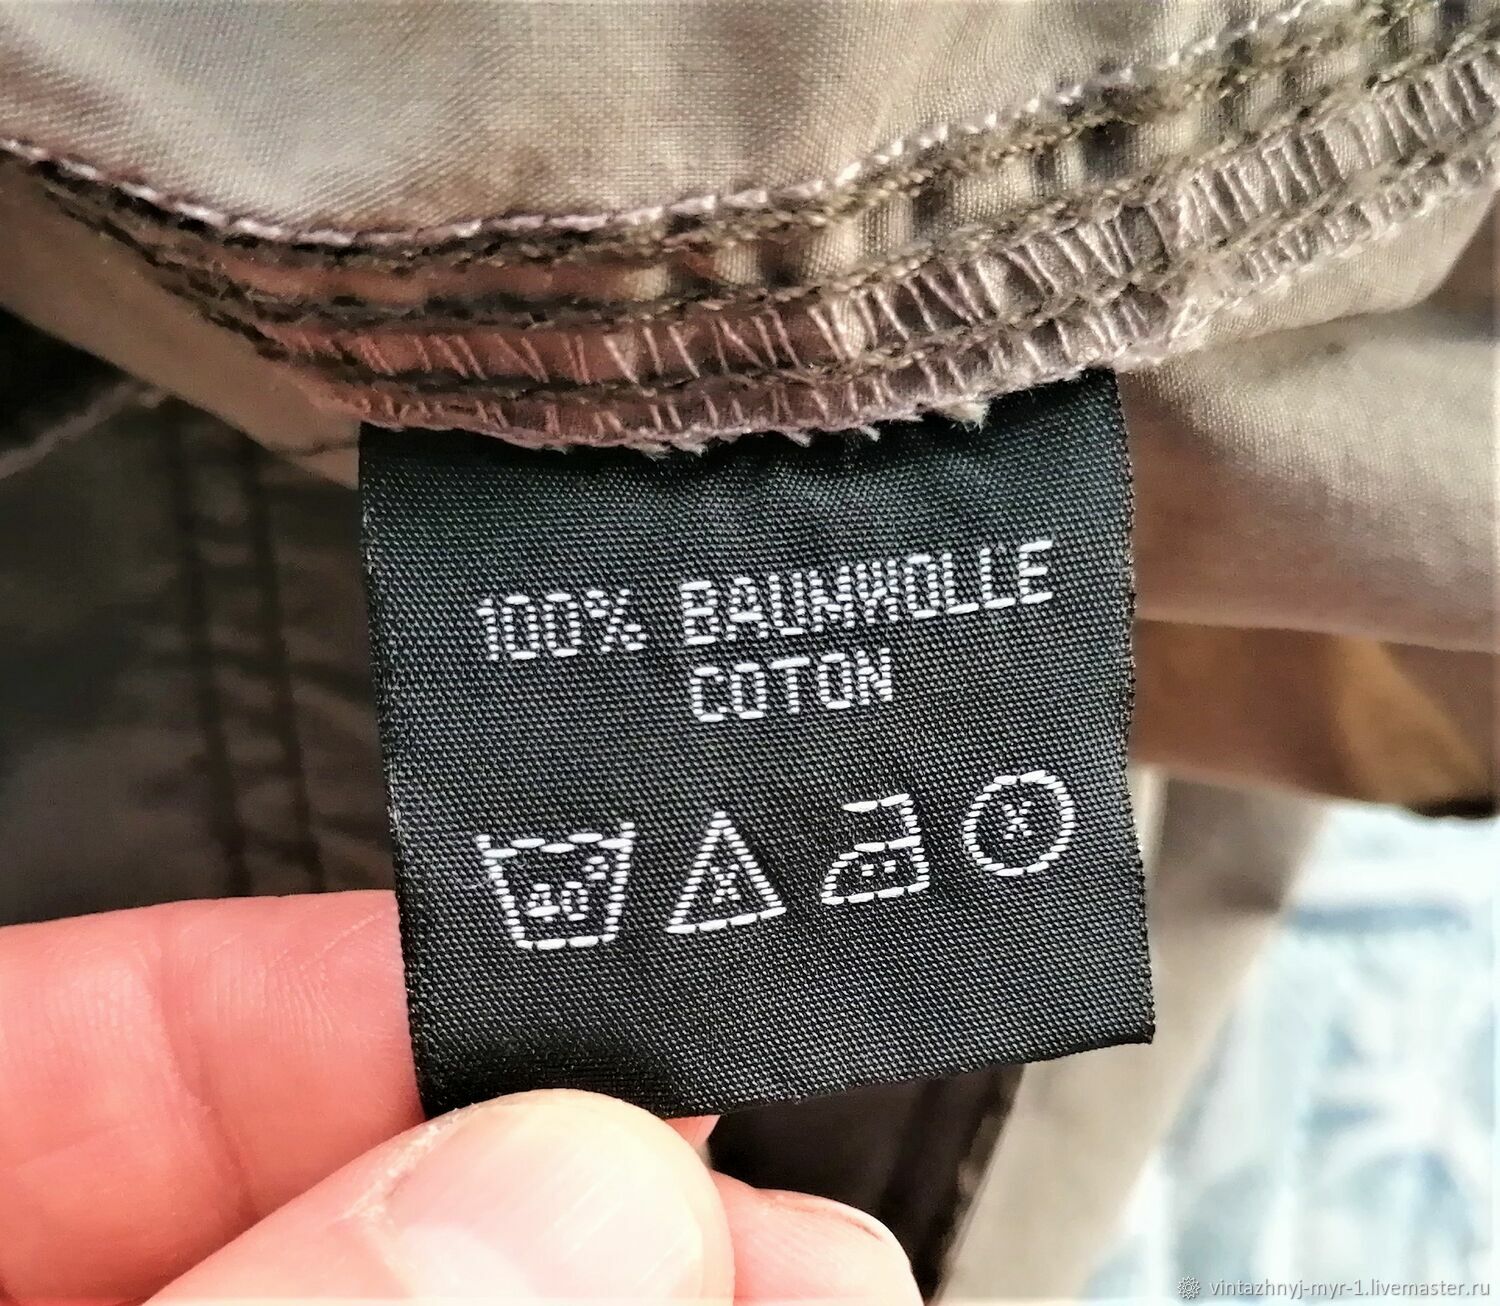 100% BAUMWOLLE
COTON
40°
vintazhnyj-myr-1.livemaster.ru